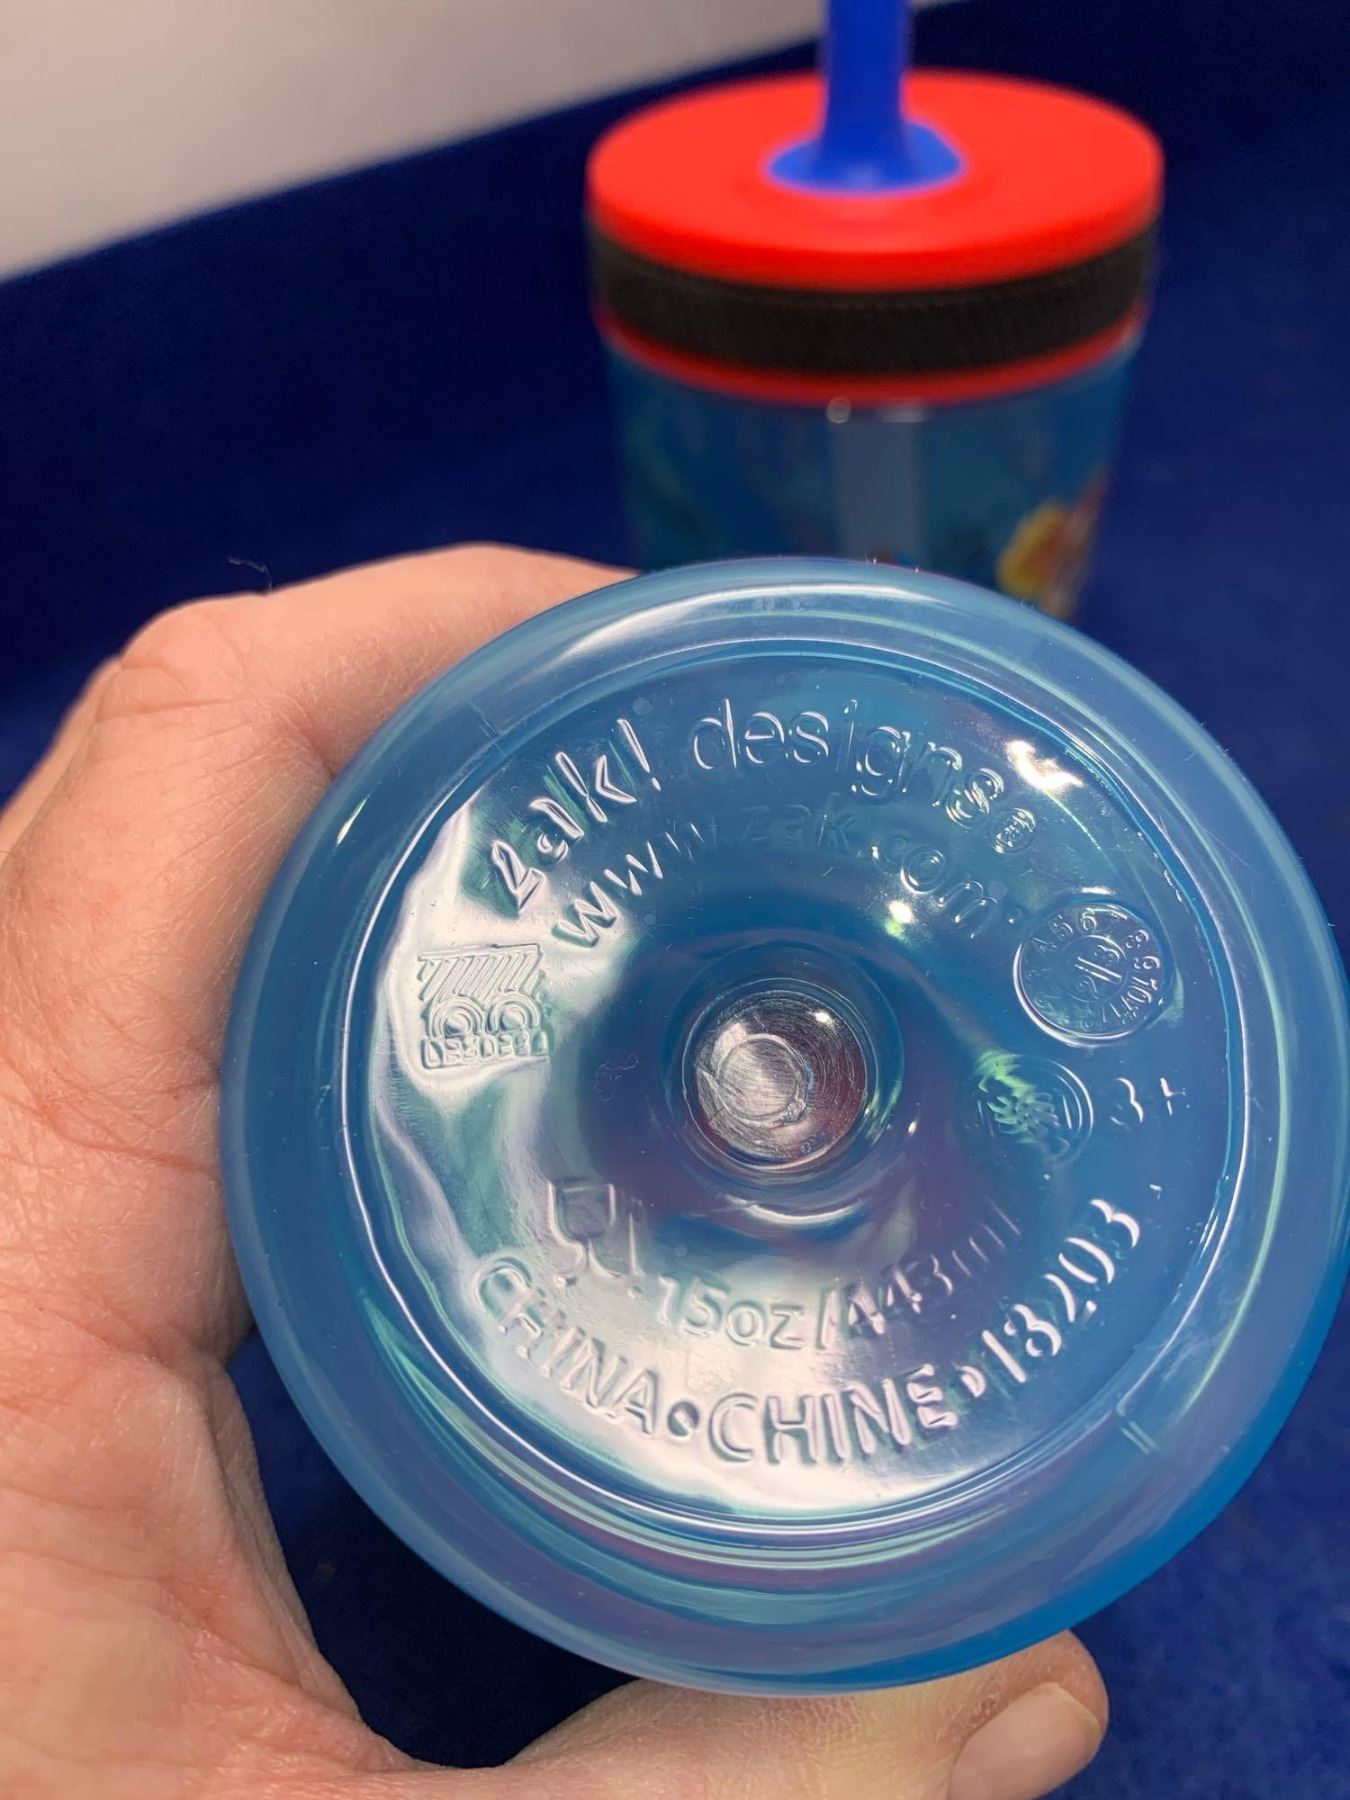 zak! designs®
www.zak.com
3+
15oz/443ml
CHINA • CHINE • 18203